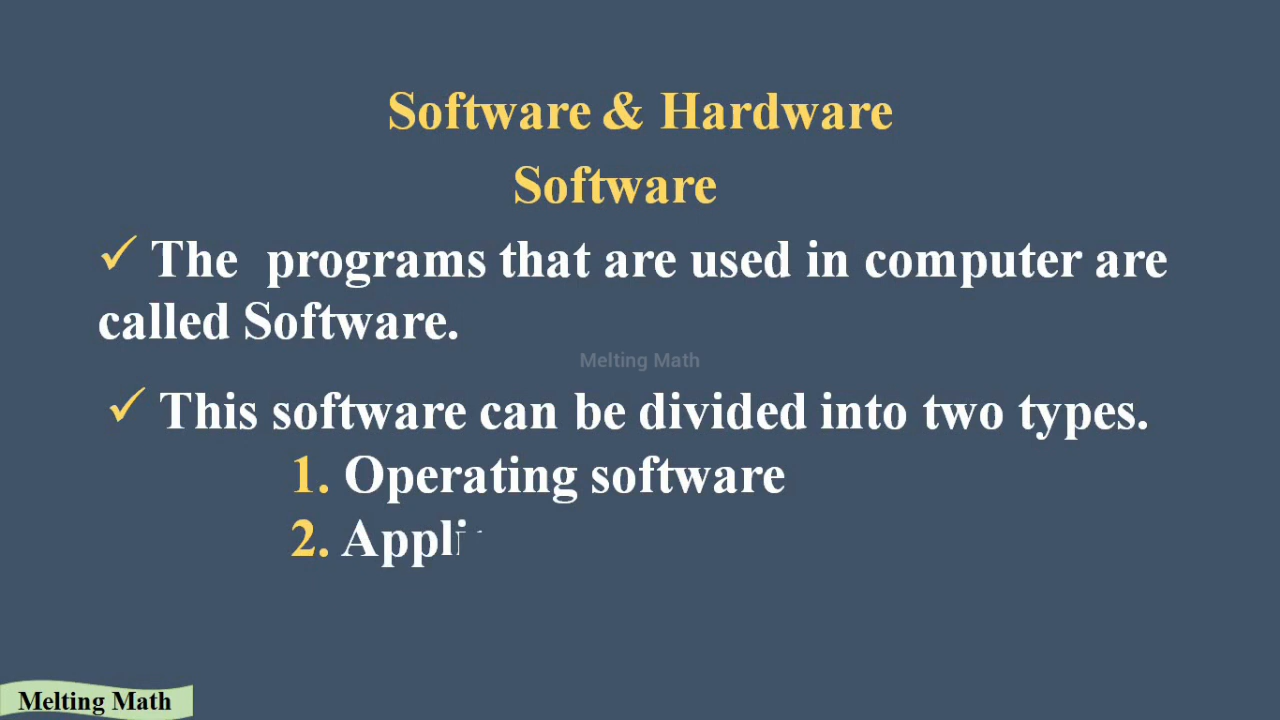 Software & Hardware
Software
✓ The programs that are used in computer are
called Software.
Melting Math
✓ This software can be divided into two types.
1. Operating software
2. Appli
Melting Math